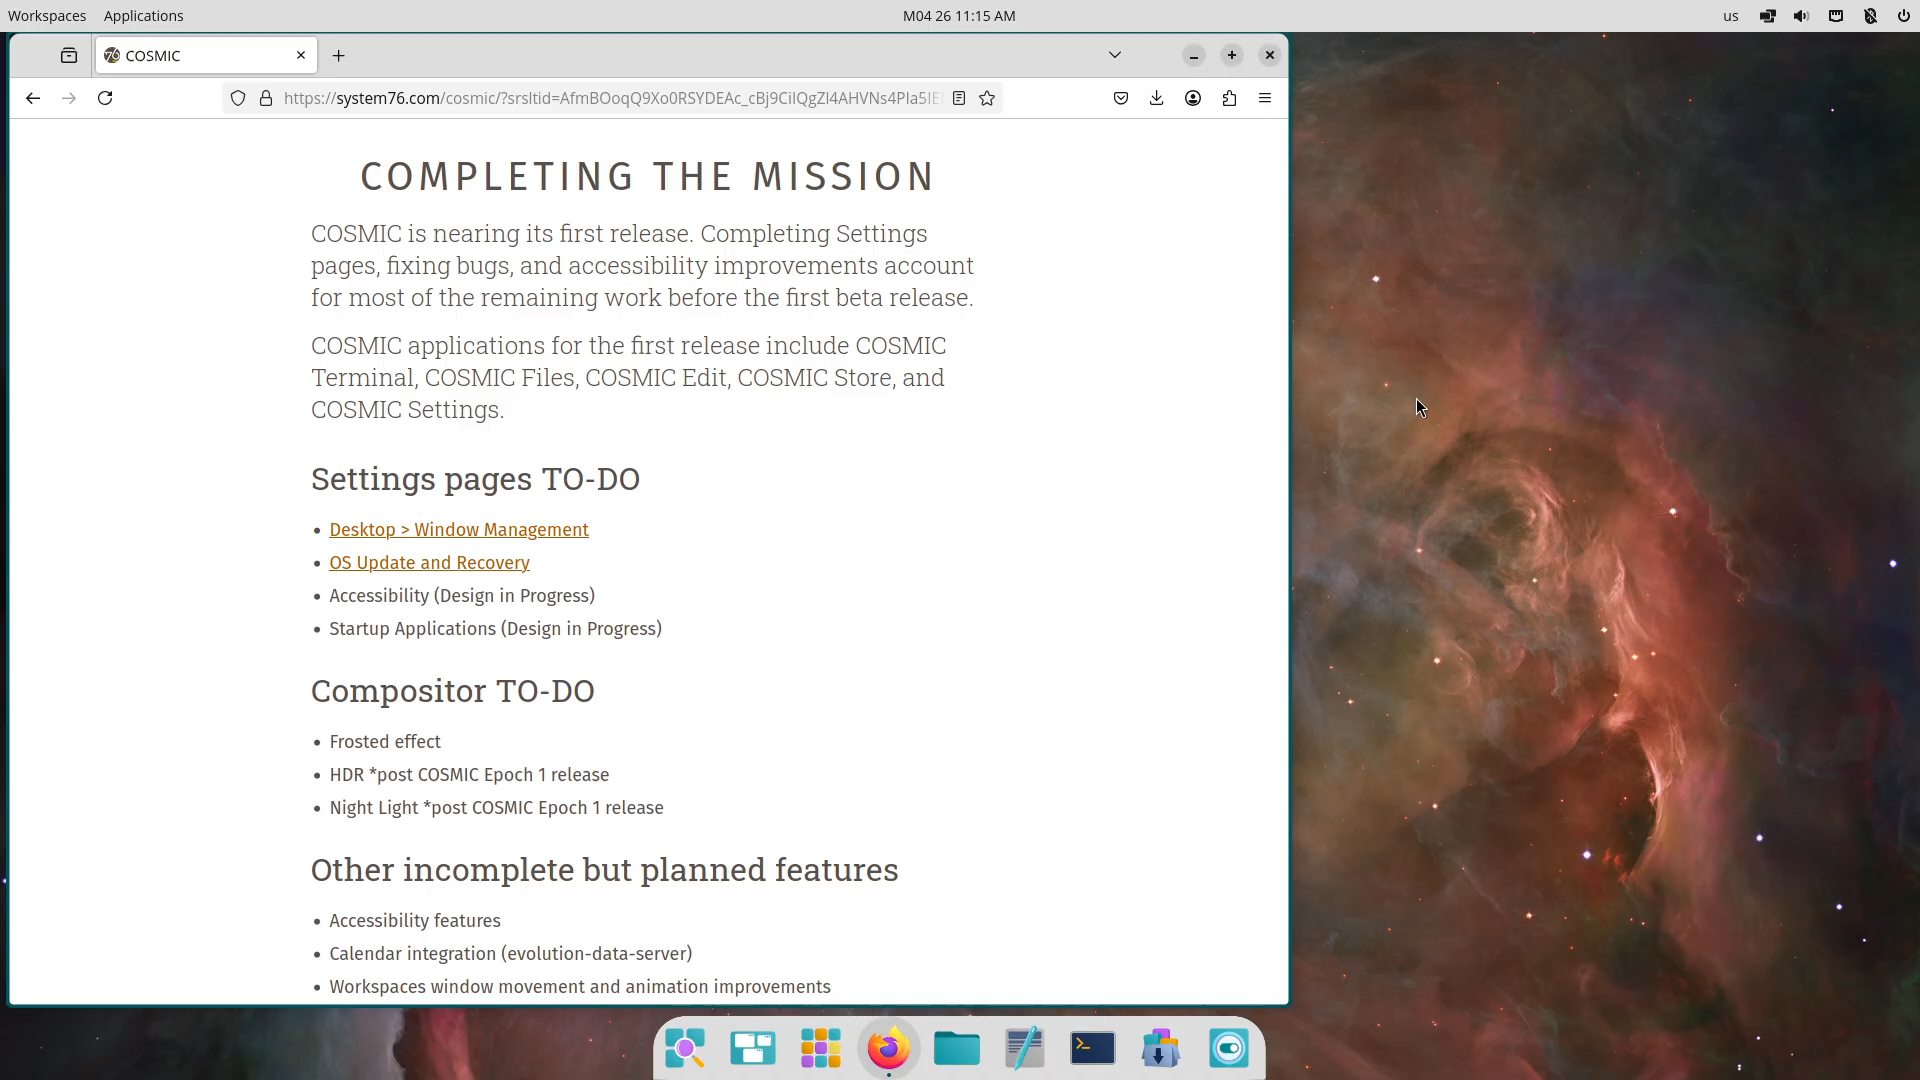 Workspaces Applications M04 26 11:15 AM us
COSMIC
https://system76.com/cosmic/?srsltid=AfmBOoqQ9Xo0RSYDEAc_cBj9CiIQgZl4AHVNs4PIa5IE
COMPLETING THE MISSION
COSMIC is nearing its first release. Completing Settings
pages, fixing bugs, and accessibility improvements account
for most of the remaining work before the first beta release.
COSMIC applications for the first release include COSMIC
Terminal, COSMIC Files, COSMIC Edit, COSMIC Store, and
COSMIC Settings.
Settings pages TO-DO
• Desktop > Window Management
• OS Update and Recovery
• Accessibility (Design in Progress)
• Startup Applications (Design in Progress)
Compositor TO-DO
• Frosted effect
• HDR *post COSMIC Epoch 1 release
• Night Light *post COSMIC Epoch 1 release
Other incomplete but planned features
• Accessibility features
• Calendar integration (evolution-data-server)
• Workspaces window movement and animation improvements